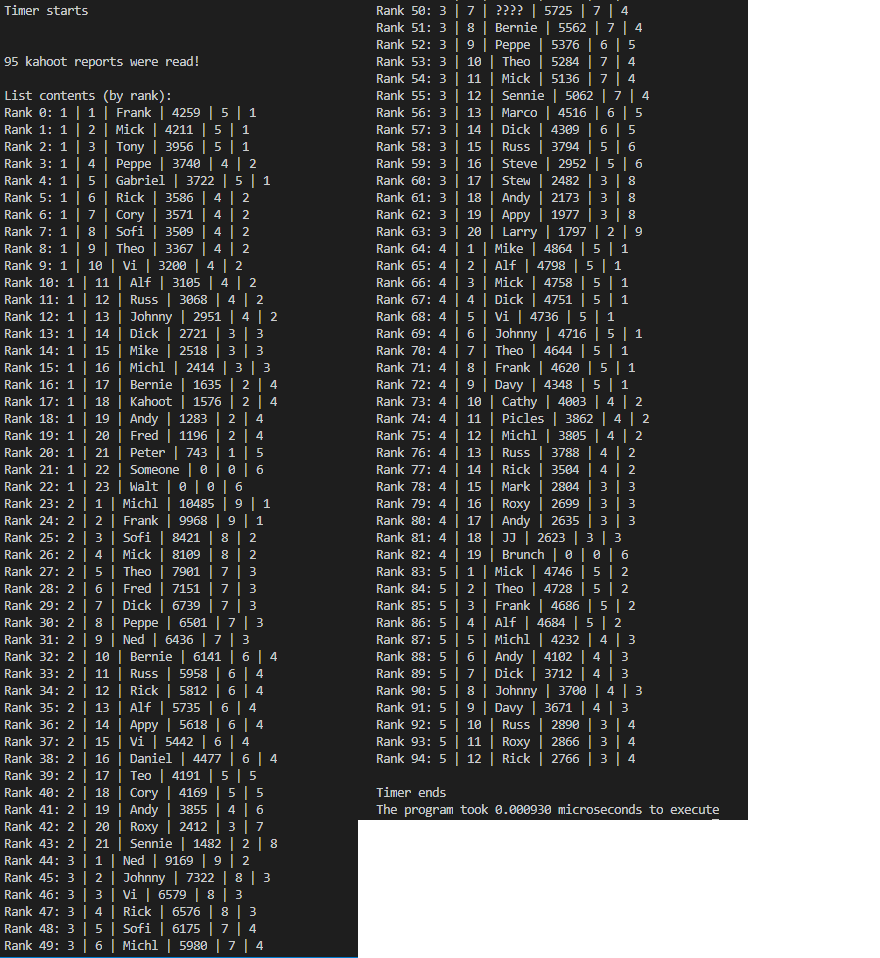 Timer starts
95 kahoot reports were read!
List contents (by rank):
Rank 0: 1 | 1 | Frank | 4259 | 5 | 1
Rank 1: 1 | 2 | Mick | 4211 | 5 | 1
Rank 2: 1 | 3 | Tony | 3956 | 5 | 1
Rank 3: 1 | 4 | Peppe | 3740 | 4 | 2
Rank 4: 1 | 5 | Gabriel | 3722 | 5 | 1
Rank 5: 1 | 6 | Rick | 3586 | 4 | 2
Rank 6: 1 | 7 | Cory | 3571 | 4 | 2
Rank 7: 1 | 8 | Sofi | 3509 | 4 | 2
Rank 8: 1 | 9 | Theo | 3367 | 4 | 2
Rank 9: 1 | 10 | Vi | 3200 | 4 | 2
Rank 10: 1 | 11 | Alf | 3105 | 4 | 2
Rank 11: 1 | 12 | Russ | 3068 | 4 | 2
Rank 12: 1 | 13 | Johnny | 2951 | 4 | 2
Rank 13: 1 | 14 | Dick | 2721 | 3 | 3
Rank 14: 1 | 15 | Mike | 2518 | 3 | 3
Rank 15: 1 | 16 | Michl | 2414 | 3 | 3
Rank 16: 1 | 17 | Bernie | 1635 | 2 | 4
Rank 17: 1 | 18 | Kahoot | 1576 | 2 | 4
Rank 18: 1 | 19 | Andy | 1283 | 2 | 4
Rank 19: 1 | 20 | Fred | 1196 | 2 | 4
Rank 20: 1 | 21 | Peter | 743 | 1 | 5
Rank 21: 1 | 22 | Someone | 0 | 0 | 6
Rank 22: 1 | 23 | Walt | 0 | 0 | 6
Rank 23: 2 | 1 | Michl | 10485 | 9 | 1
Rank 24: 2 | 2 | Frank | 9968 | 9 | 1
Rank 25: 2 | 3 | Sofi | 8421 | 8 | 2
Rank 26: 2 | 4 | Mick | 8109 | 8 | 2
Rank 27: 2 | 5 | Theo | 7901 | 7 | 3
Rank 28: 2 | 6 | Fred | 7151 | 7 | 3
Rank 29: 2 | 7 | Dick | 6739 | 7 | 3
Rank 30: 2 | 8 | Peppe | 6501 | 7 | 3
Rank 31: 2 | 9 | Ned | 6436 | 7 | 3
Rank 32: 2 | 10 | Bernie | 6141 | 6 | 4
Rank 33: 2 | 11 | Russ | 5958 | 6 | 4
Rank 34: 2 | 12 | Rick | 5812 | 6 | 4
Rank 35: 2 | 13 | Alf | 5735 | 6 | 4
Rank 36: 2 | 14 | Appy | 5618 | 6 | 4
Rank 37: 2 | 15 | Vi | 5442 | 6 | 4
Rank 38: 2 | 16 | Daniel | 4477 | 6 | 4
Rank 39: 2 | 17 | Teo | 4191 | 5 | 5
Rank 40: 2 | 18 | Cory | 4169 | 5 | 5
Rank 41: 2 | 19 | Andy | 3855 | 4 | 6
Rank 42: 2 | 20 | Roxy | 2412 | 3 | 7
Rank 43: 2 | 21 | Sennie | 1482 | 2 | 8
Rank 44: 3 | 1 | Ned | 9169 | 9 | 2
Rank 45: 3 | 2 | Johnny | 7322 | 8 | 3
Rank 46: 3 | 3 | Vi | 6579 | 8 | 3
Rank 47: 3 | 4 | Rick | 6576 | 8 | 3
Rank 48: 3 | 5 | Sofi | 6175 | 7 | 4
Rank 49: 3 | 6 | Michl | 5980 | 7 | 4
Rank 50: 3 | 7 | ???? | 5725 | 7 | 4
Rank 51: 3 | 8 | Bernie | 5562 | 7 | 4
Rank 52: 3 | 9 | Peppe | 5376 | 6 | 5
Rank 53: 3 | 10 | Theo | 5284 | 7 | 4
Rank 54: 3 | 11 | Mick | 5136 | 7 | 4
Rank 55: 3 | 12 | Sennie | 5062 | 7 | 4
Rank 56: 3 | 13 | Marco | 4516 | 6 | 5
Rank 57: 3 | 14 | Dick | 4309 | 6 | 5
Rank 58: 3 | 15 | Russ | 3794 | 5 | 6
Rank 59: 3 | 16 | Steve | 2952 | 5 | 6
Rank 60: 3 | 17 | Stew | 2482 | 3 | 8
Rank 61: 3 | 18 | Andy | 2173 | 3 | 8
Rank 62: 3 | 19 | Appy | 1977 | 3 | 8
Rank 63: 3 | 20 | Larry | 1797 | 2 | 9
Rank 64: 4 | 1 | Mike | 4864 | 5 | 1
Rank 65: 4 | 2 | Alf | 4798 | 5 | 1
Rank 66: 4 | 3 | Mick | 4758 | 5 | 1
Rank 67: 4 | 4 | Dick | 4751 | 5 | 1
Rank 68: 4 | 5 | Vi | 4736 | 5 | 1
Rank 69: 4 | 6 | Johnny | 4716 | 5 | 1
Rank 70: 4 | 7 | Theo | 4644 | 5 | 1
Rank 71: 4 | 8 | Frank | 4620 | 5 | 1
Rank 72: 4 | 9 | Davy | 4348 | 5 | 1
Rank 73: 4 | 10 | Cathy | 4003 | 4 | 2
Rank 74: 4 | 11 | Picles | 3862 | 4 | 2
Rank 75: 4 | 12 | Michl | 3805 | 4 | 2
Rank 76: 4 | 13 | Russ | 3788 | 4 | 2
Rank 77: 4 | 14 | Rick | 3504 | 4 | 2
Rank 78: 4 | 15 | Mark | 2804 | 3 | 3
Rank 79: 4 | 16 | Roxy | 2699 | 3 | 3
Rank 80: 4 | 17 | Andy | 2635 | 3 | 3
Rank 81: 4 | 18 | JJ | 2623 | 3 | 3
Rank 82: 4 | 19 | Brunch | 0 | 0 | 6
Rank 83: 5 | 1 | Mick | 4746 | 5 | 2
Rank 84: 5 | 2 | Theo | 4728 | 5 | 2
Rank 85: 5 | 3 | Frank | 4686 | 5 | 2
Rank 86: 5 | 4 | Alf | 4684 | 5 | 2
Rank 87: 5 | 5 | Michl | 4232 | 4 | 3
Rank 88: 5 | 6 | Andy | 4102 | 4 | 3
Rank 89: 5 | 7 | Dick | 3712 | 4 | 3
Rank 90: 5 | 8 | Johnny | 3700 | 4 | 3
Rank 91: 5 | 9 | Davy | 3671 | 4 | 3
Rank 92: 5 | 10 | Russ | 2890 | 3 | 4
Rank 93: 5 | 11 | Roxy | 2866 | 3 | 4
Rank 94: 5 | 12 | Rick | 2766 | 3 | 4
Timer ends
The program took 0.000930 microseconds to execute